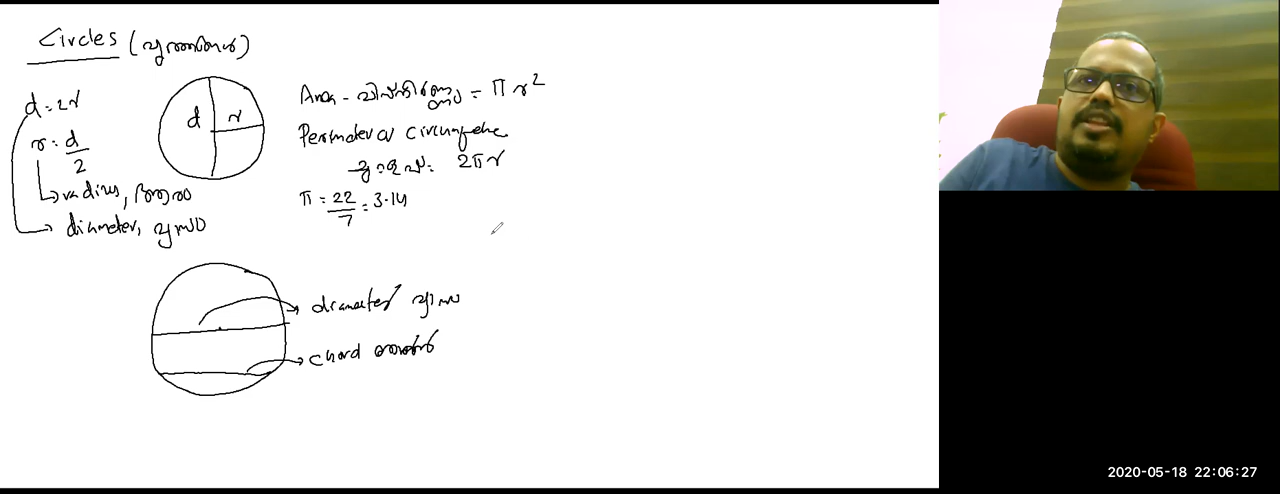 Circles (വൃത്തങ്ങൾ)
d = 2r
r = d/2
radius, ആരം
diameter, വ്യാസം
d r
Area - വിസ്തീർണ്ണം = π r²
Perimeter or circumference
ചുറ്റളവ് = 2πr
π = 22/7 = 3.14
diameter വ്യാസം
chord ഞാൺ
2020-05-18 22:06:27